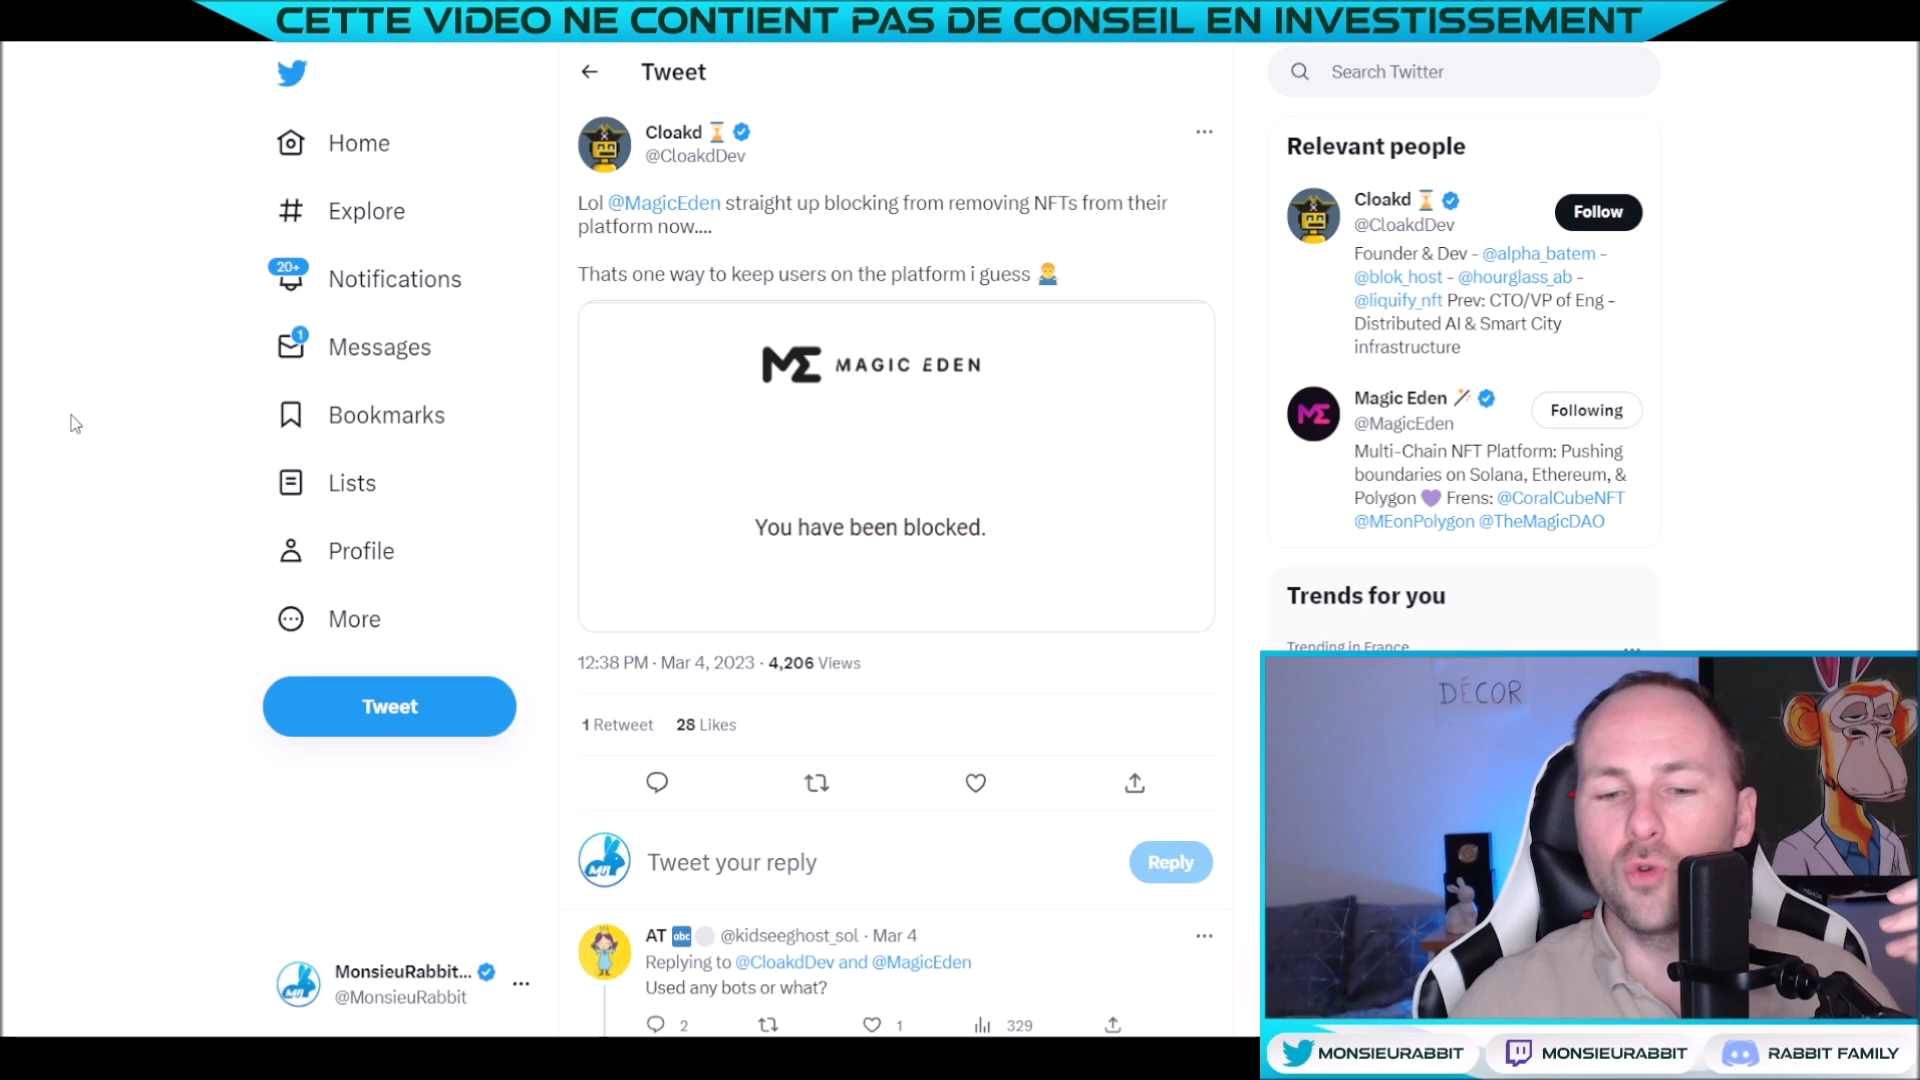 CETTE VIDEO NE CONTIENT PAS DE CONSEIL EN INVESTISSEMENT
Home
Explore
20+
Notifications
1
Messages
Bookmarks
Lists
Profile
More
Tweet
MonsieuRabbit...
@MonsieuRabbit
Tweet
Cloakd
@CloakdDev
Lol @MagicEden straight up blocking from removing NFTs from their
platform now....
Thats one way to keep users on the platform i guess
ME MAGIC EDEN
You have been blocked.
12:38 PM · Mar 4, 2023 · 4,206 Views
1 Retweet 28 Likes
Tweet your reply
Reply
AT abc @kidseeghost_sol · Mar 4
Replying to @CloakdDev and @MagicEden
Used any bots or what?
2 1 329
Search Twitter
Relevant people
Cloakd
@CloakdDev
Follow
Founder & Dev - @alpha_batem -
@blok_host - @hourglass_ab -
@liquify_nft Prev: CTO/VP of Eng -
Distributed AI & Smart City
infrastructure
Magic Eden
@MagicEden
Following
Multi-Chain NFT Platform: Pushing
boundaries on Solana, Ethereum, &
Polygon 💜 Frens: @CoralCubeNFT
@MEonPolygon @TheMagicDAO
Trends for you
Trending in France
DÉCOR
MONSIEURABBIT
MONSIEURABBIT
RABBIT FAMILY